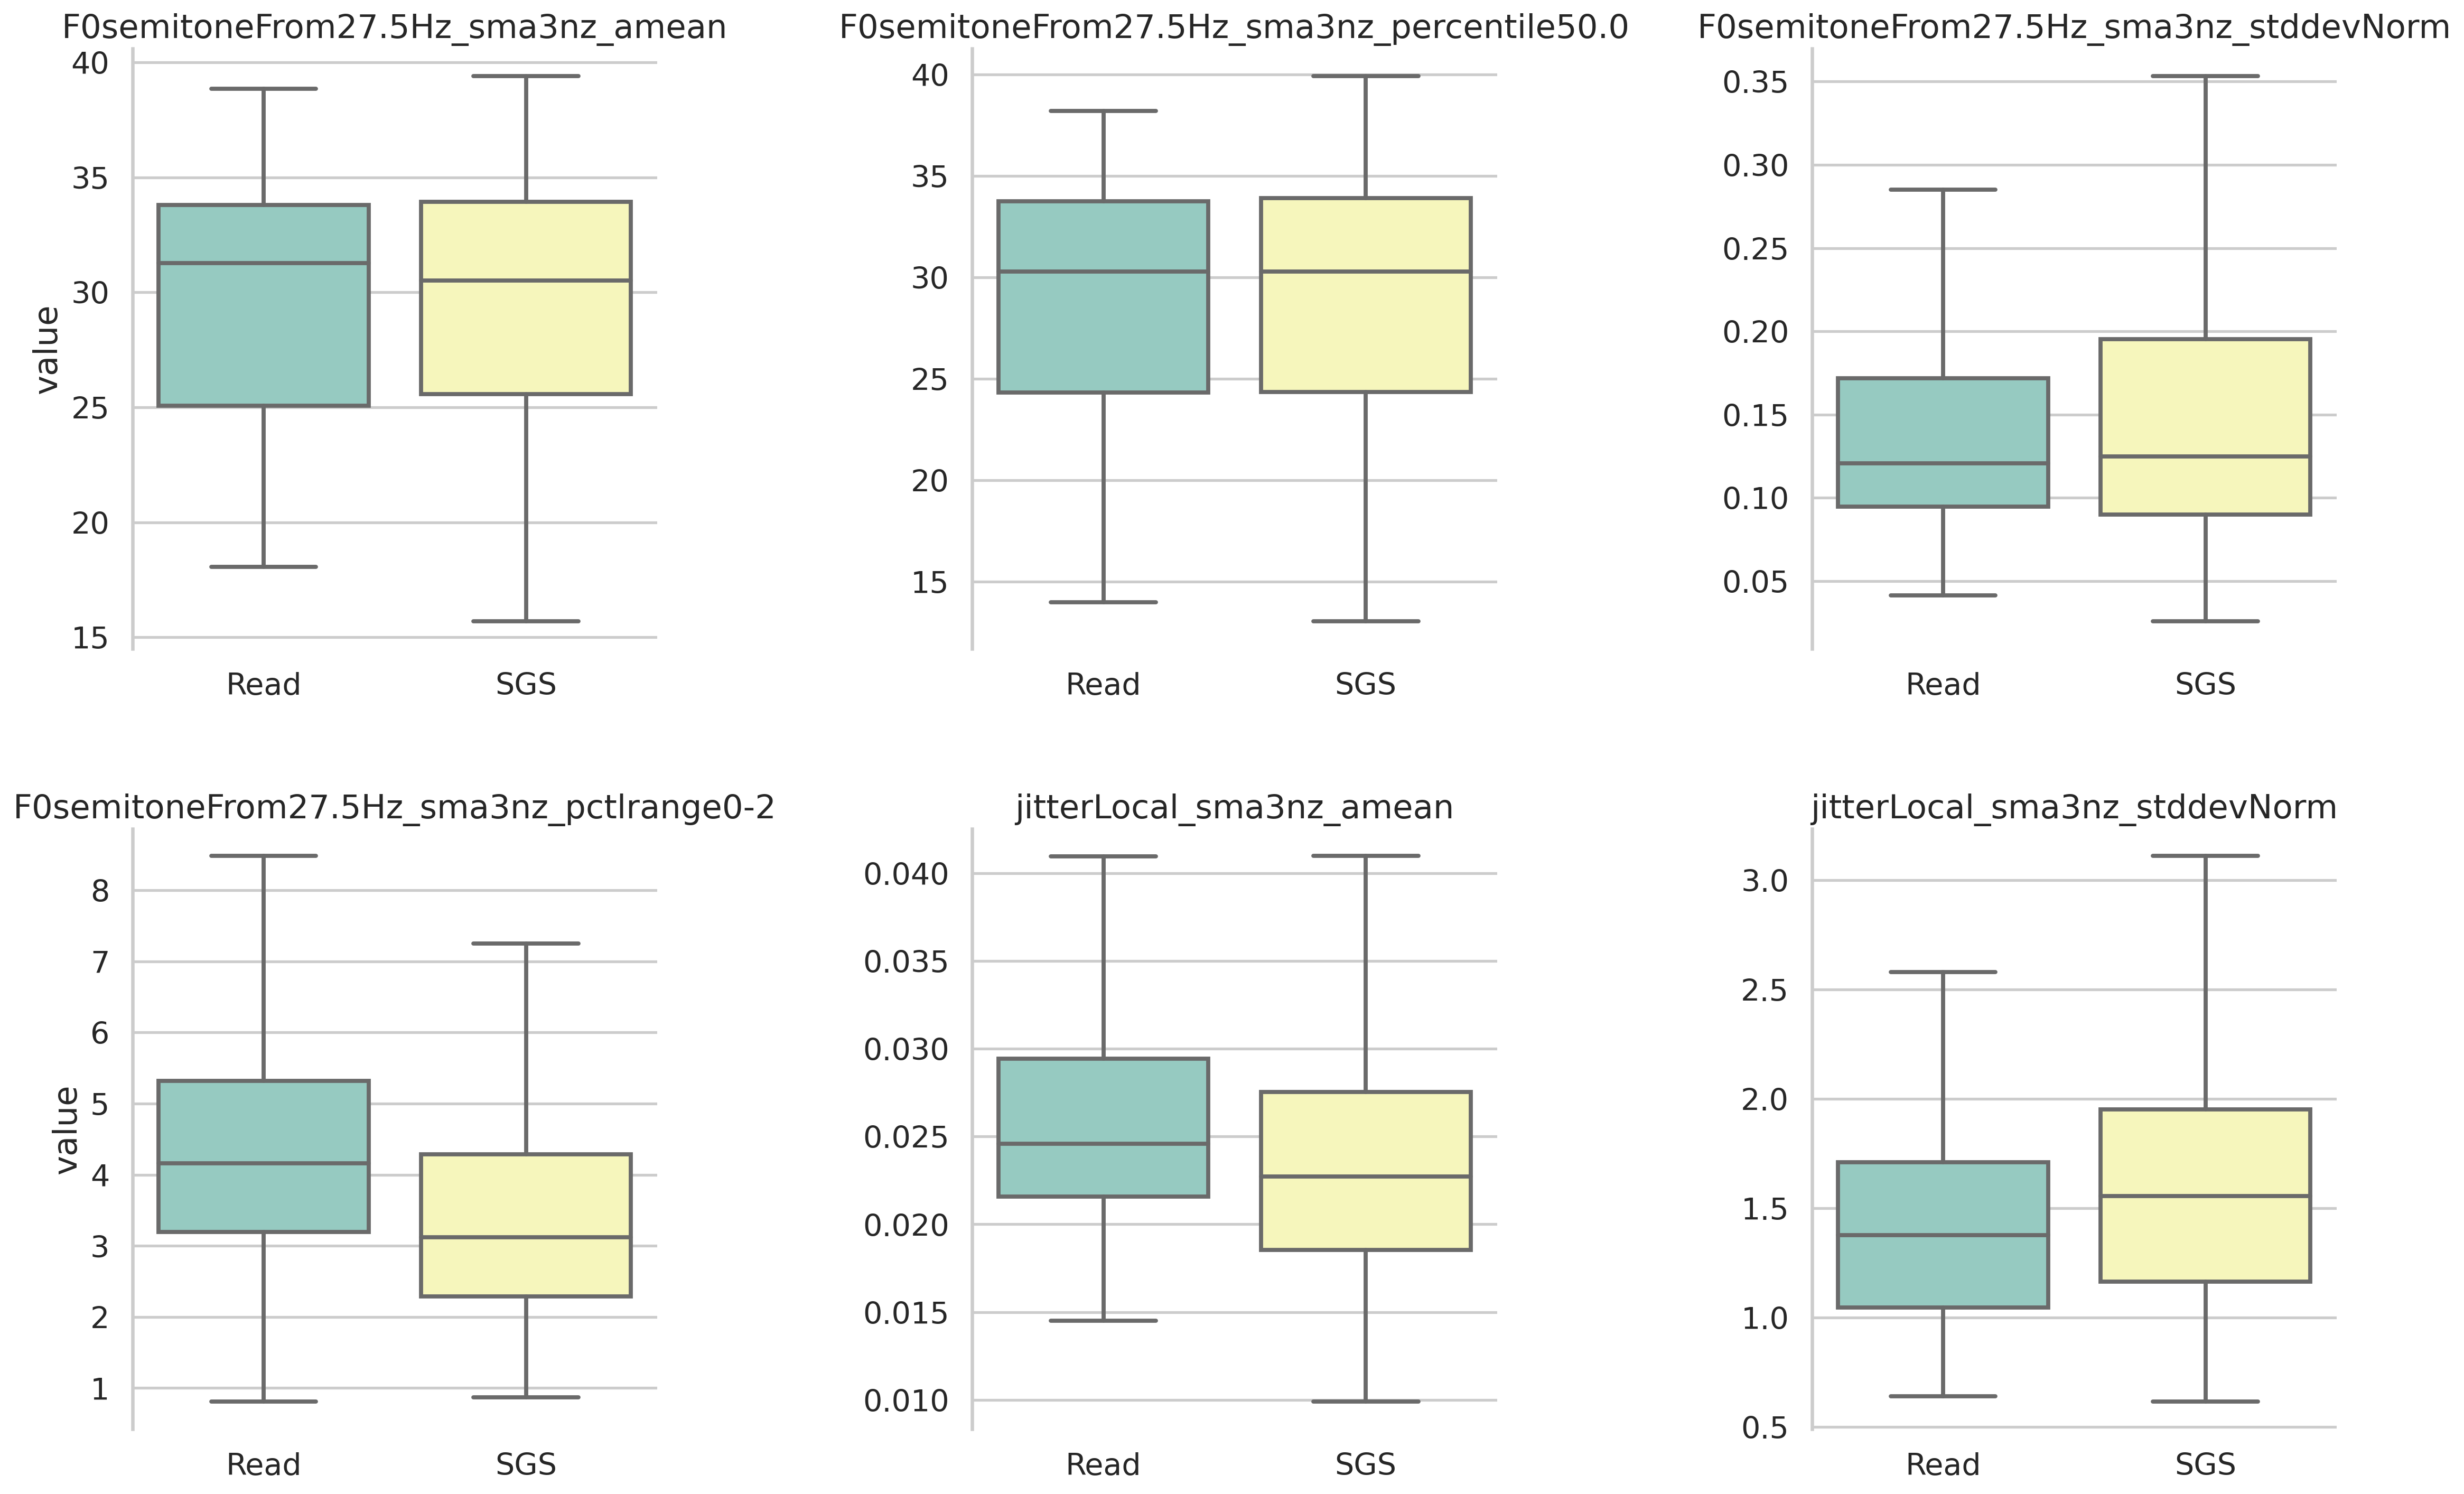 F0semitoneFrom27.5Hz_sma3nz_amean
40
35
30
25
20
15
value
Read
SGS
F0semitoneFrom27.5Hz_sma3nz_percentile50.0
40
35
30
25
20
15
Read
SGS
F0semitoneFrom27.5Hz_sma3nz_stddevNorm
0.35
0.30
0.25
0.20
0.15
0.10
0.05
Read
SGS
F0semitoneFrom27.5Hz_sma3nz_pctlrange0-2
8
7
6
5
4
3
2
1
value
Read
SGS
jitterLocal_sma3nz_amean
0.040
0.035
0.030
0.025
0.020
0.015
0.010
Read
SGS
jitterLocal_sma3nz_stddevNorm
3.0
2.5
2.0
1.5
1.0
0.5
Read
SGS